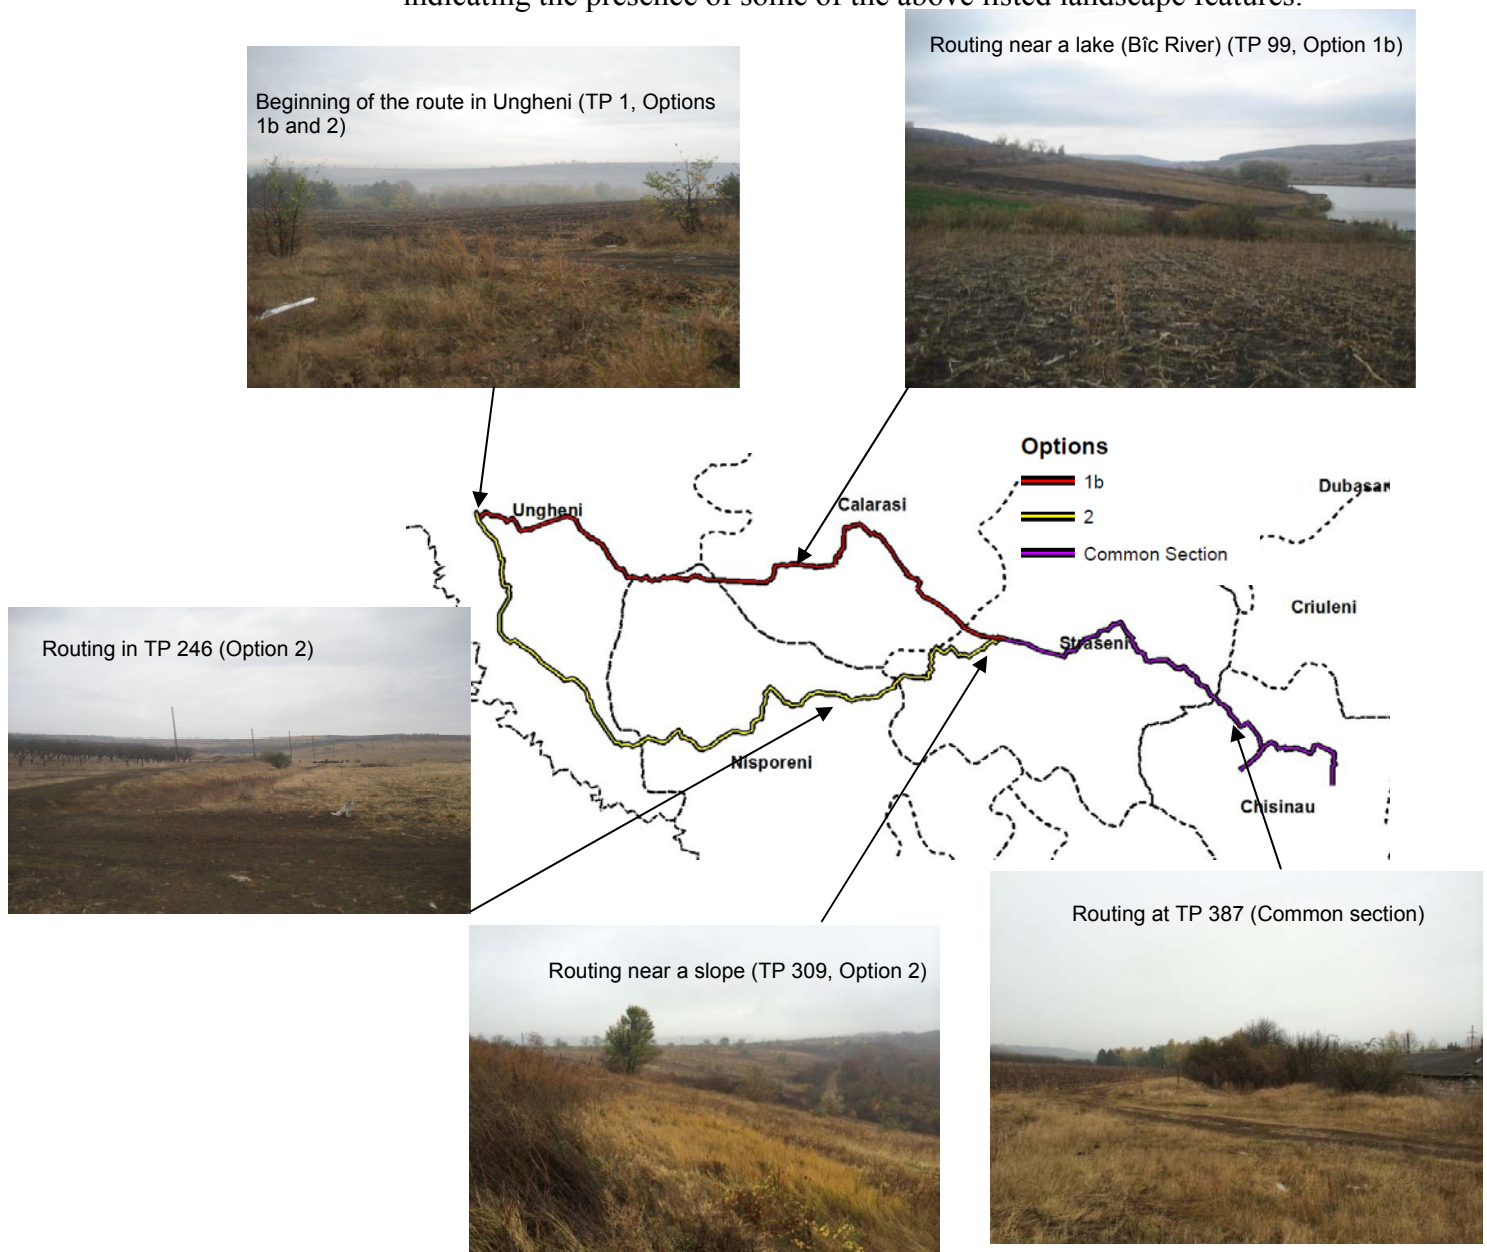 indicating the presence of some of the above listed landscape features.
Routing near a lake (Bîc River) (TP 99, Option 1b)
Beginning of the route in Ungheni (TP 1, Options
1b and 2)
Options
1b
2
Common Section
Dubasar
Ungheni
Calarasi
Criuleni
Straseni
Routing in TP 246 (Option 2)
Nisporeni
Chisinau
Routing at TP 387 (Common section)
Routing near a slope (TP 309, Option 2)